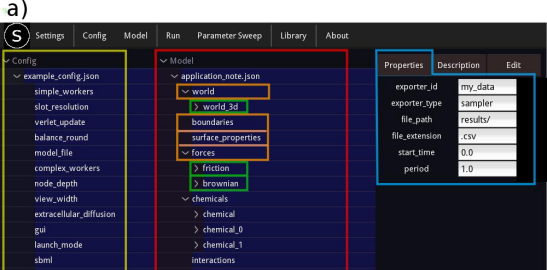 a)
S Settings Config Model Run Parameter Sweep Library About
Config
example_config.json
simple_workers
slot_resolution
verlet_update
balance_round
model_file
complex_workers
node_depth
view_width
extracellular_diffusion
gui
launch_mode
sbml
Model
application_note.json
world
world_3d
boundaries
surface_properties
forces
friction
brownian
chemicals
chemical
chemical_0
chemical_1
interactions
Properties Description Edit
exporter_id my_data
exporter_type sampler
file_path results/
file_extension .csv
start_time 0.0
period 1.0